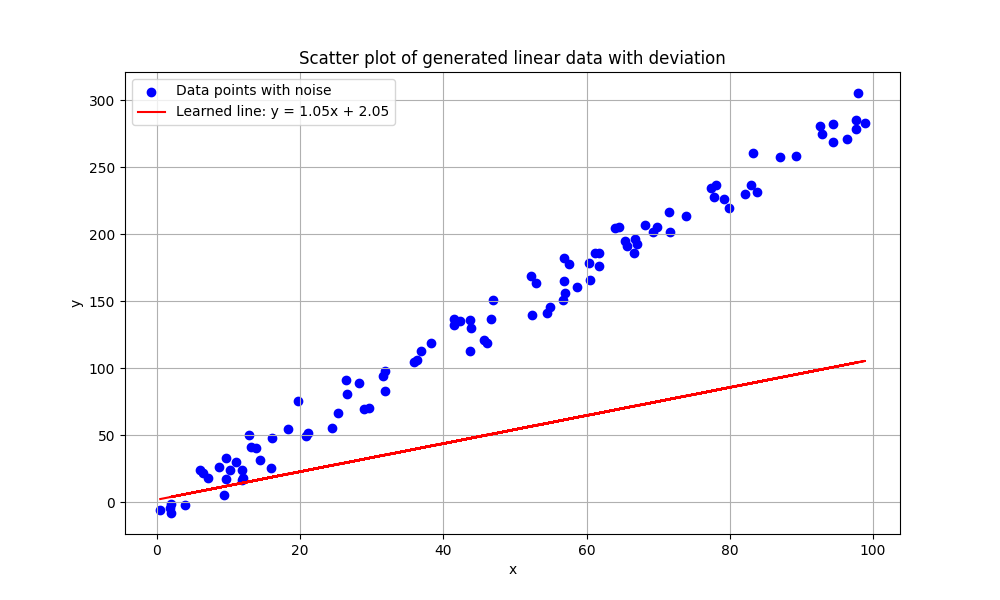 Scatter plot of generated linear data with deviation
Data points with noise
Learned line: y = 1.05x + 2.05
300
250
200
150
100
50
0
y
0 20 40 60 80 100
x